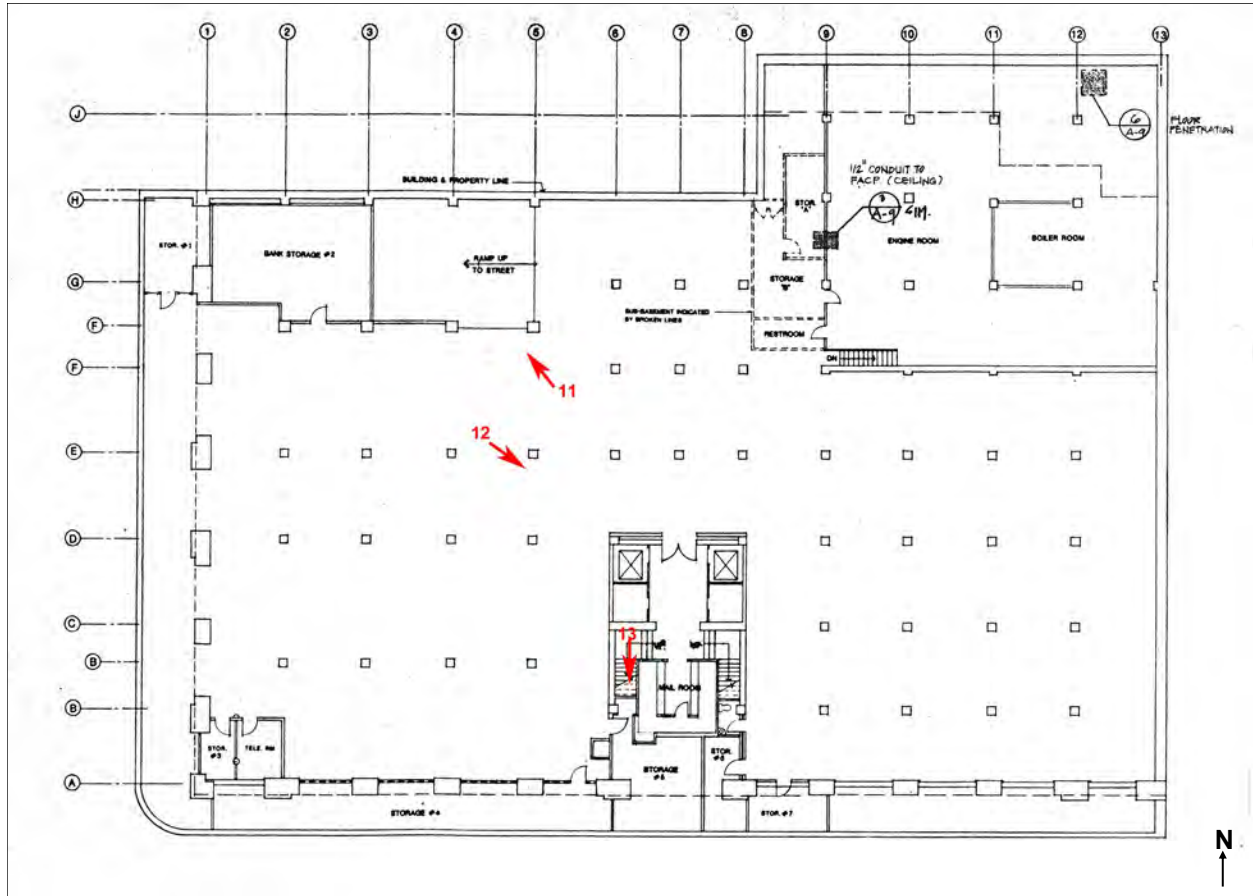 1 2 3 4 5 6 7 8 9 10 11 12 13
J
6
A-9
FLOOR
PENETRATION
1/2" CONDUIT TO
F.A.C.P. (CEILING)
BUILDING & PROPERTY LINE
H
3
A-9
SIM.
STOR.
"A"
STOR. #1
BANK STORAGE #2
RAMP UP
TO STREET
ENGINE ROOM
BOILER ROOM
G
STORAGE
"B"
SUB-BASEMENT INDICATED
BY BROKEN LINES
F
RESTROOM
DN
F
11
12
E
D
C
13
UP
B
MAIL ROOM
B
STOR.
#3
TELE. RM
STOR.
#6
STORAGE
#5
A
STORAGE #4
STOR. #7
N